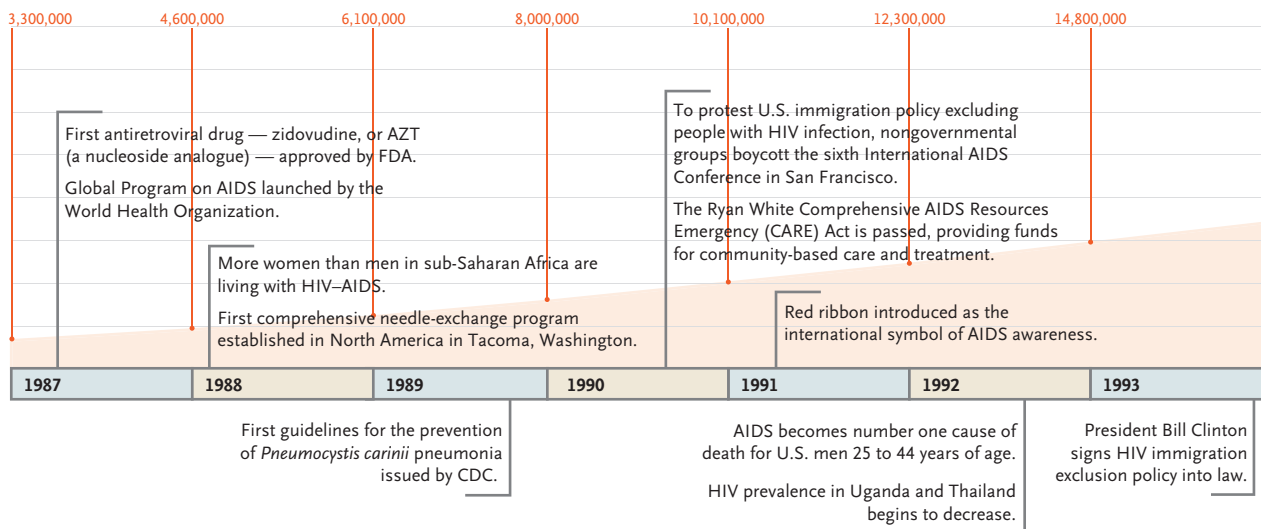 3,300,000 4,600,000 6,100,000 8,000,000 10,100,000 12,300,000 14,800,000
First antiretroviral drug — zidovudine, or AZT
(a nucleoside analogue) — approved by FDA.
Global Program on AIDS launched by the
World Health Organization.
More women than men in sub-Saharan Africa are
living with HIV–AIDS.
First comprehensive needle-exchange program
established in North America in Tacoma, Washington.
To protest U.S. immigration policy excluding
people with HIV infection, nongovernmental
groups boycott the sixth International AIDS
Conference in San Francisco.
The Ryan White Comprehensive AIDS Resources
Emergency (CARE) Act is passed, providing funds
for community-based care and treatment.
Red ribbon introduced as the
international symbol of AIDS awareness.
1987 1988 1989 1990 1991 1992 1993
First guidelines for the prevention
of Pneumocystis carinii pneumonia
issued by CDC.
AIDS becomes number one cause of
death for U.S. men 25 to 44 years of age.
HIV prevalence in Uganda and Thailand
begins to decrease.
President Bill Clinton
signs HIV immigration
exclusion policy into law.